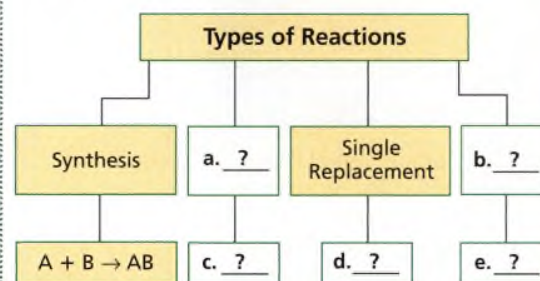 Types of Reactions
Synthesis
a. ?
Single
Replacement
b. ?
A + B → AB
c. ?
d. ?
e. ?